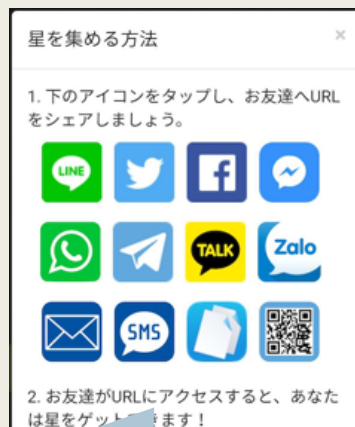 星を集める方法
×
1. 下のアイコンをタップし、お友達へURL
をシェアしましょう。
LINE
TALK
Zalo
SMS
2. お友達がURLにアクセスすると、あなた
は星をゲットできます！